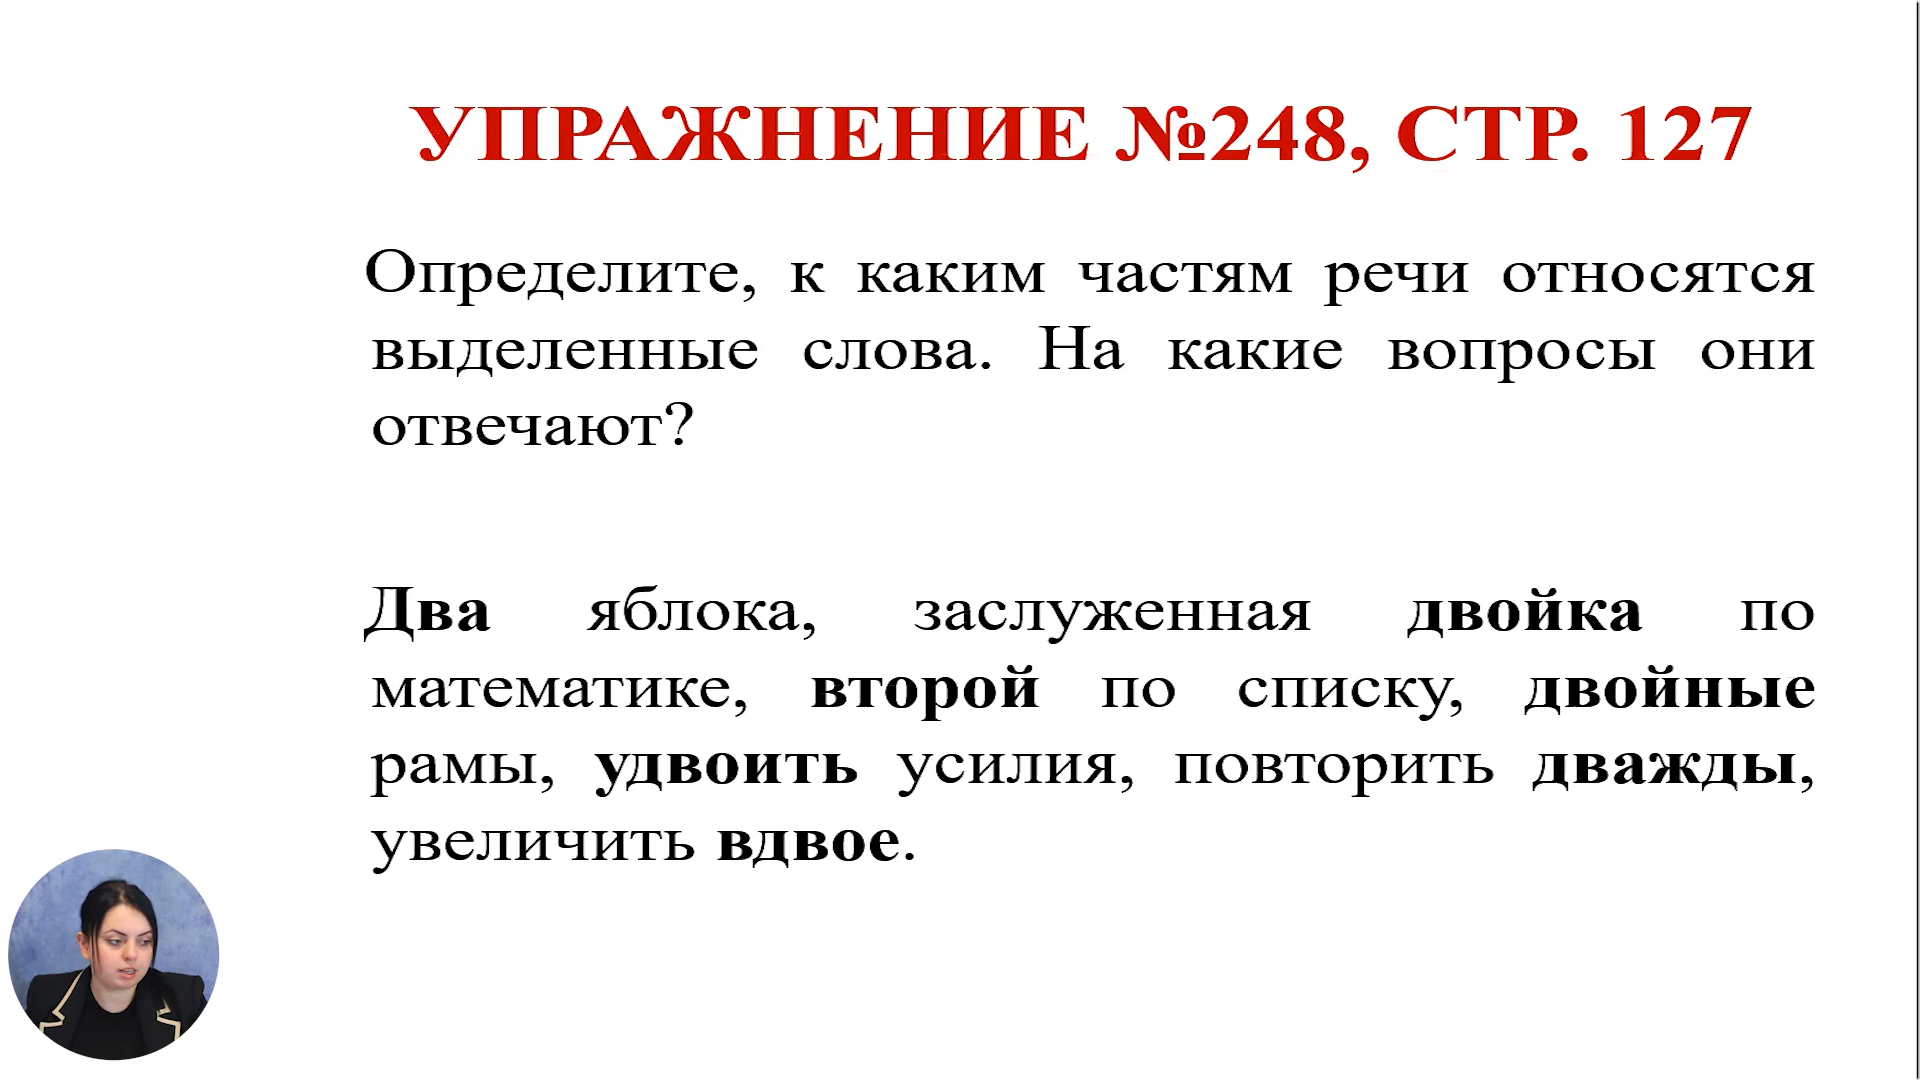 УПРАЖНЕНИЕ №248, СТР. 127
Определите, к каким частям речи относятся
выделенные слова. На какие вопросы они
отвечают?
Два яблока, заслуженная двойка по
математике, второй по списку, двойные
рамы, удвоить усилия, повторить дважды,
увеличить вдвое.